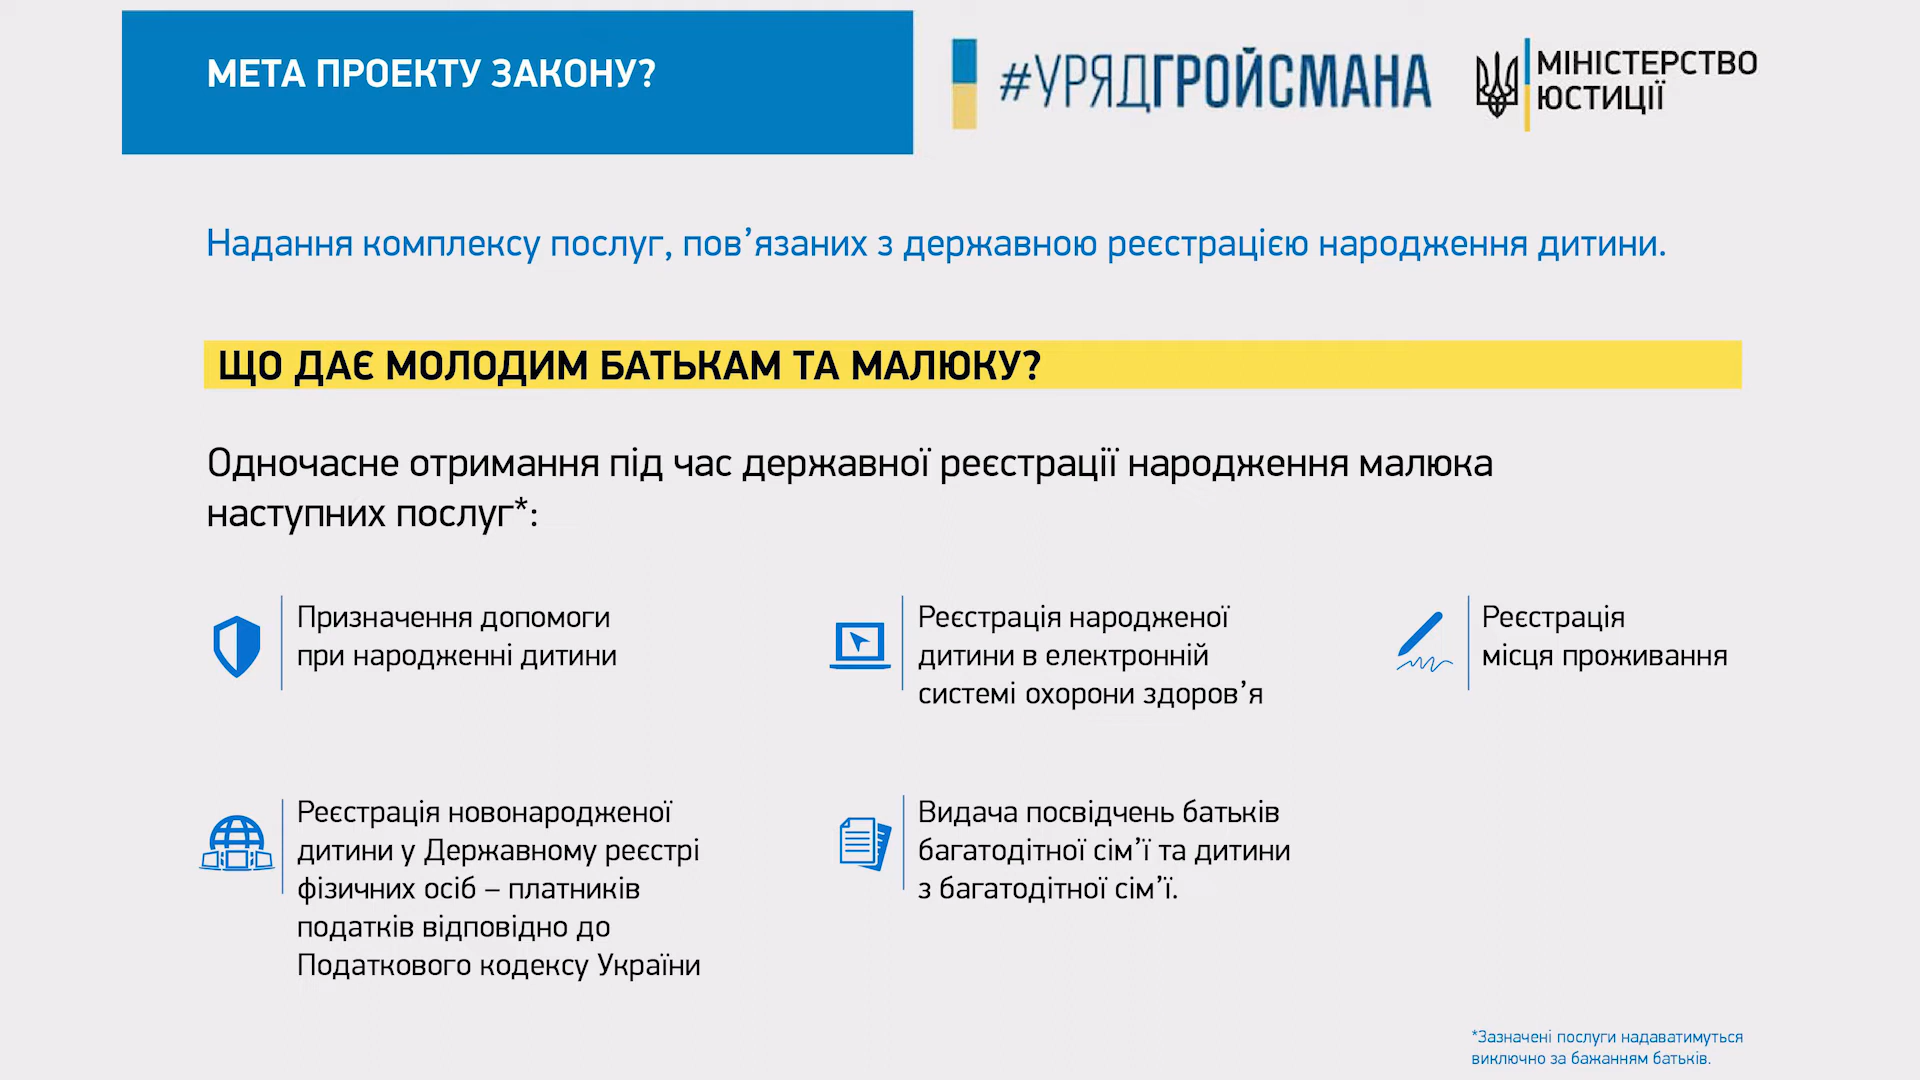 МЕТА ПРОЕКТУ ЗАКОНУ?
#УРЯДГРОЙСМАНА
МІНІСТЕРСТВО
ЮСТИЦІЇ
Надання комплексу послуг, пов’язаних з державною реєстрацією народження дитини.
ЩО ДАЄ МОЛОДИМ БАТЬКАМ ТА МАЛЮКУ?
Одночасне отримання під час державної реєстрації народження малюка
наступних послуг*:
Призначення допомоги
при народженні дитини
Реєстрація народженої
дитини в електронній
системі охорони здоров’я
Реєстрація
місця проживання
Реєстрація новонародженої
дитини у Державному реєстрі
фізичних осіб – платників
податків відповідно до
Податкового кодексу України
Видача посвідчень батьків
багатодітної сім’ї та дитини
з багатодітної сім’ї.
*Зазначені послуги надаватимуться
виключно за бажанням батьків.